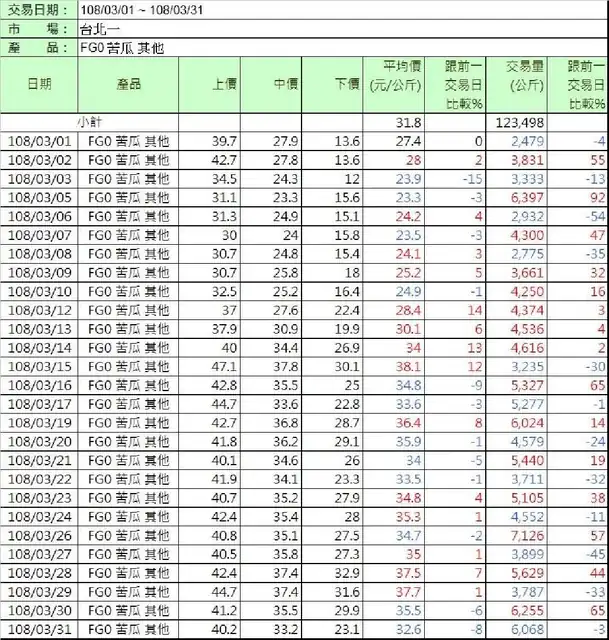 交易日期： 108/03/01 ~ 108/03/31
市 場： 台北一
產 品： FG0 苦瓜 其他
日期 產品 上價 中價 下價 平均價 (元/公斤) 跟前一交易日比較% 交易量 (公斤) 跟前一交易日比較%
小計 31.8 123,498
108/03/01 FG0 苦瓜 其他 39.7 27.9 13.6 27.4 0 2,479 -4
108/03/02 FG0 苦瓜 其他 42.7 27.8 13.6 28 2 3,831 55
108/03/03 FG0 苦瓜 其他 34.5 24.3 12 23.9 -15 3,333 -13
108/03/05 FG0 苦瓜 其他 31.1 23.3 15.6 23.3 -3 6,397 92
108/03/06 FG0 苦瓜 其他 31.3 24.9 15.1 24.2 4 2,932 -54
108/03/07 FG0 苦瓜 其他 30 24 15.8 23.5 -3 4,300 47
108/03/08 FG0 苦瓜 其他 30.7 24.8 15.4 24.1 3 2,775 -35
108/03/09 FG0 苦瓜 其他 30.7 25.8 18 25.2 5 3,661 32
108/03/10 FG0 苦瓜 其他 32.5 25.2 16.4 24.9 -1 4,250 16
108/03/12 FG0 苦瓜 其他 37 27.6 22.4 28.4 14 4,374 3
108/03/13 FG0 苦瓜 其他 37.9 30.9 19.9 30.1 6 4,536 4
108/03/14 FG0 苦瓜 其他 40 34.4 26.9 34 13 4,616 2
108/03/15 FG0 苦瓜 其他 47.1 37.8 30.1 38.1 12 3,235 -30
108/03/16 FG0 苦瓜 其他 42.8 35.5 25 34.8 -9 5,327 65
108/03/17 FG0 苦瓜 其他 44.7 33.6 22.8 33.6 -3 5,277 -1
108/03/19 FG0 苦瓜 其他 42.7 36.8 28.7 36.4 8 6,024 14
108/03/20 FG0 苦瓜 其他 41.8 36.2 29.1 35.9 -1 4,579 -24
108/03/21 FG0 苦瓜 其他 40.1 34.6 26 34 -5 5,440 19
108/03/22 FG0 苦瓜 其他 41.9 34.1 23.3 33.5 -1 3,711 -32
108/03/23 FG0 苦瓜 其他 40.7 35.2 27.9 34.8 4 5,105 38
108/03/24 FG0 苦瓜 其他 42.4 35.4 28 35.3 1 4,552 -11
108/03/26 FG0 苦瓜 其他 40.8 35.1 27.5 34.7 -2 7,126 57
108/03/27 FG0 苦瓜 其他 40.5 35.8 27.3 35 1 3,899 -45
108/03/28 FG0 苦瓜 其他 42.4 37.4 32.9 37.5 7 5,629 44
108/03/29 FG0 苦瓜 其他 44.7 37.4 31.6 37.7 1 3,787 -33
108/03/30 FG0 苦瓜 其他 41.2 35.5 29.9 35.5 -6 6,255 65
108/03/31 FG0 苦瓜 其他 40.2 33.2 23.1 32.6 -8 6,068 -3